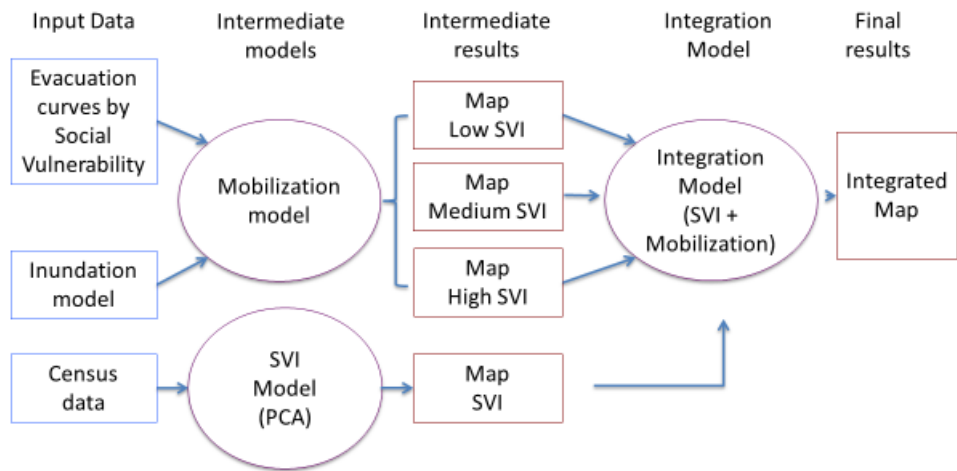 Input Data
Intermediate
models
Intermediate
results
Integration
Model
Final
results
Evacuation
curves by
Social
Vulnerability
Inundation
model
Census
data
Mobilization
model
SVI
Model
(PCA)
Map
Low SVI
Map
Medium SVI
Map
High SVI
Map
SVI
Integration
Model
(SVI +
Mobilization)
Integrated
Map